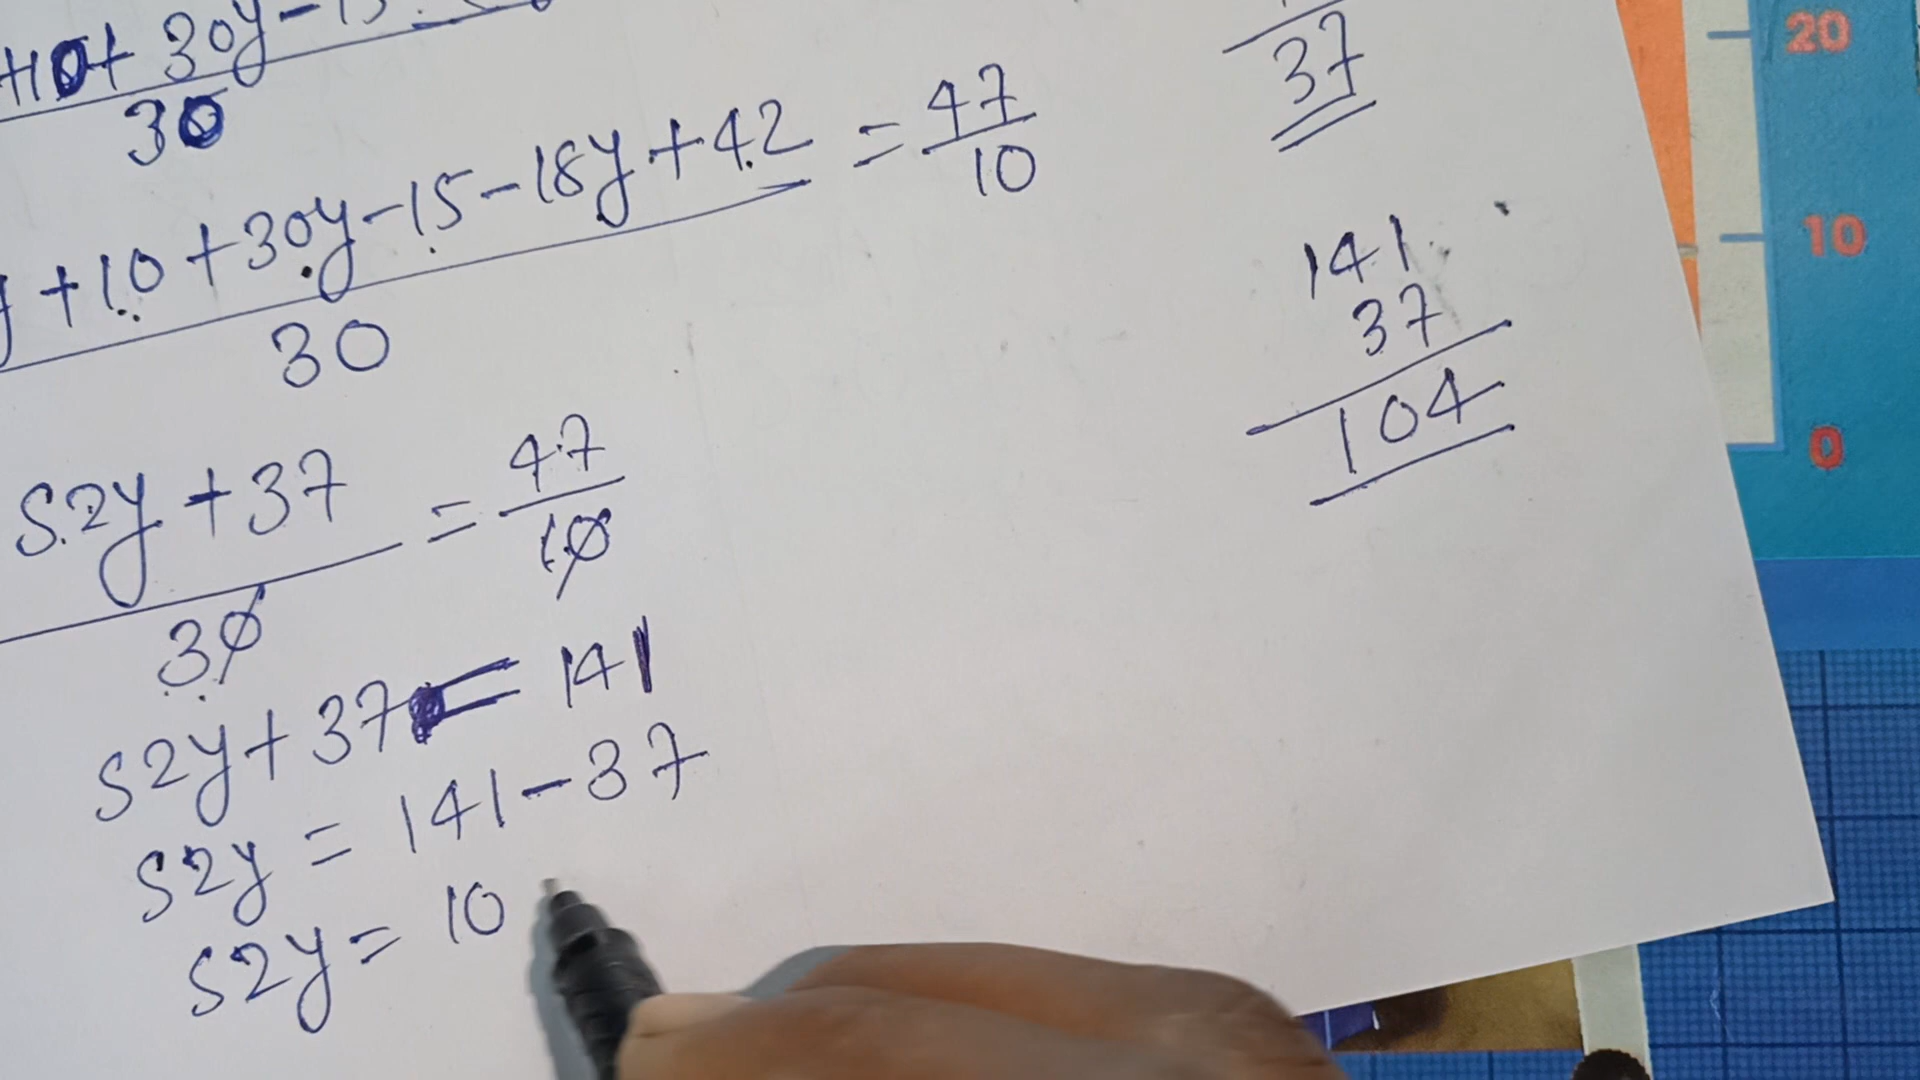 +10+30y-15
30
y+10+30y-15-18y+42 = 47
30 10
52y+37 = 47
30 10
52y+37 = 141
52y = 141-37
52y = 10
37
141
37
104
20
10
0